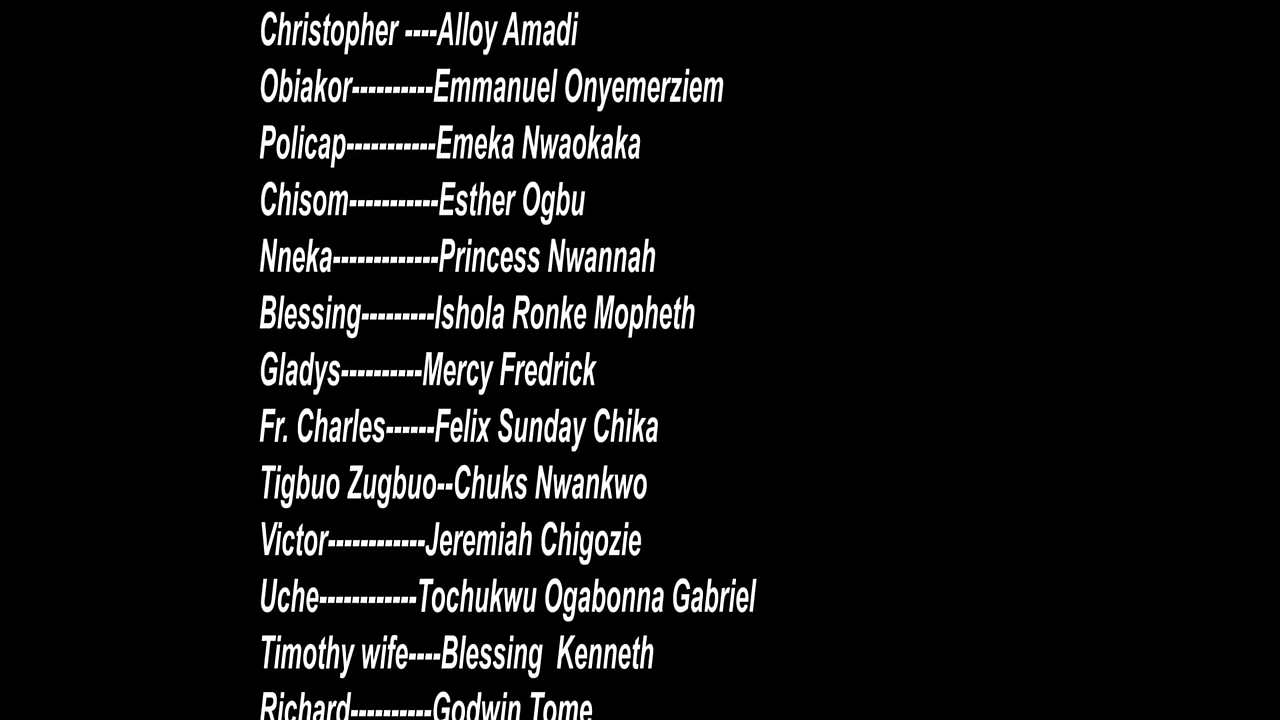 Christopher ----Alloy Amadi
Obiakor----------Emmanuel Onyemerziem
Policap-----------Emeka Nwaokaka
Chisom-----------Esther Ogbu
Nneka-------------Princess Nwannah
Blessing---------Ishola Ronke Mopheth
Gladys----------Mercy Fredrick
Fr. Charles------Felix Sunday Chika
Tigbuo Zugbuo--Chuks Nwankwo
Victor------------Jeremiah Chigozie
Uche------------Tochukwu Ogabonna Gabriel
Timothy wife----Blessing  Kenneth
Richard----------Godwin Tome